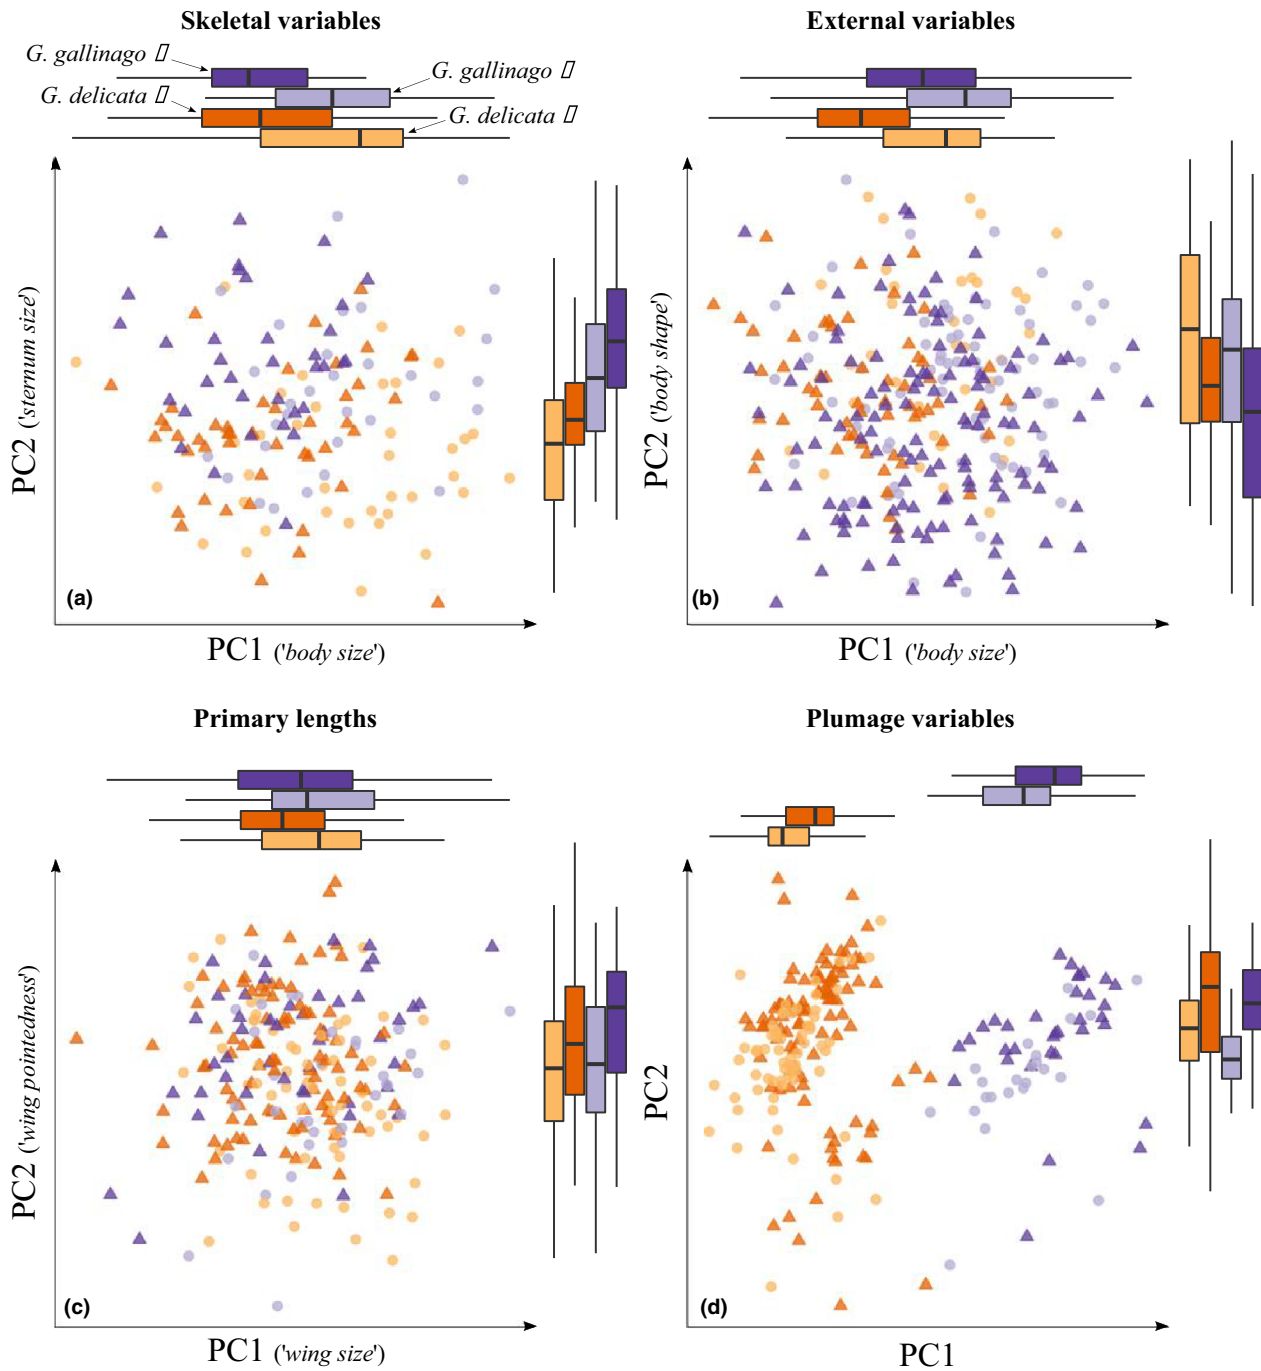 Skeletal variables
External variables
G. gallinago ▯
G. gallinago ▯
G. delicata ▯
G. delicata ▯
PC2 ('sternum size')
(a)
PC1 ('body size')
PC2 ('body shape')
(b)
PC1 ('body size')
Primary lengths
Plumage variables
PC2 ('wing pointedness')
(c)
PC1 ('wing size')
PC2
(d)
PC1